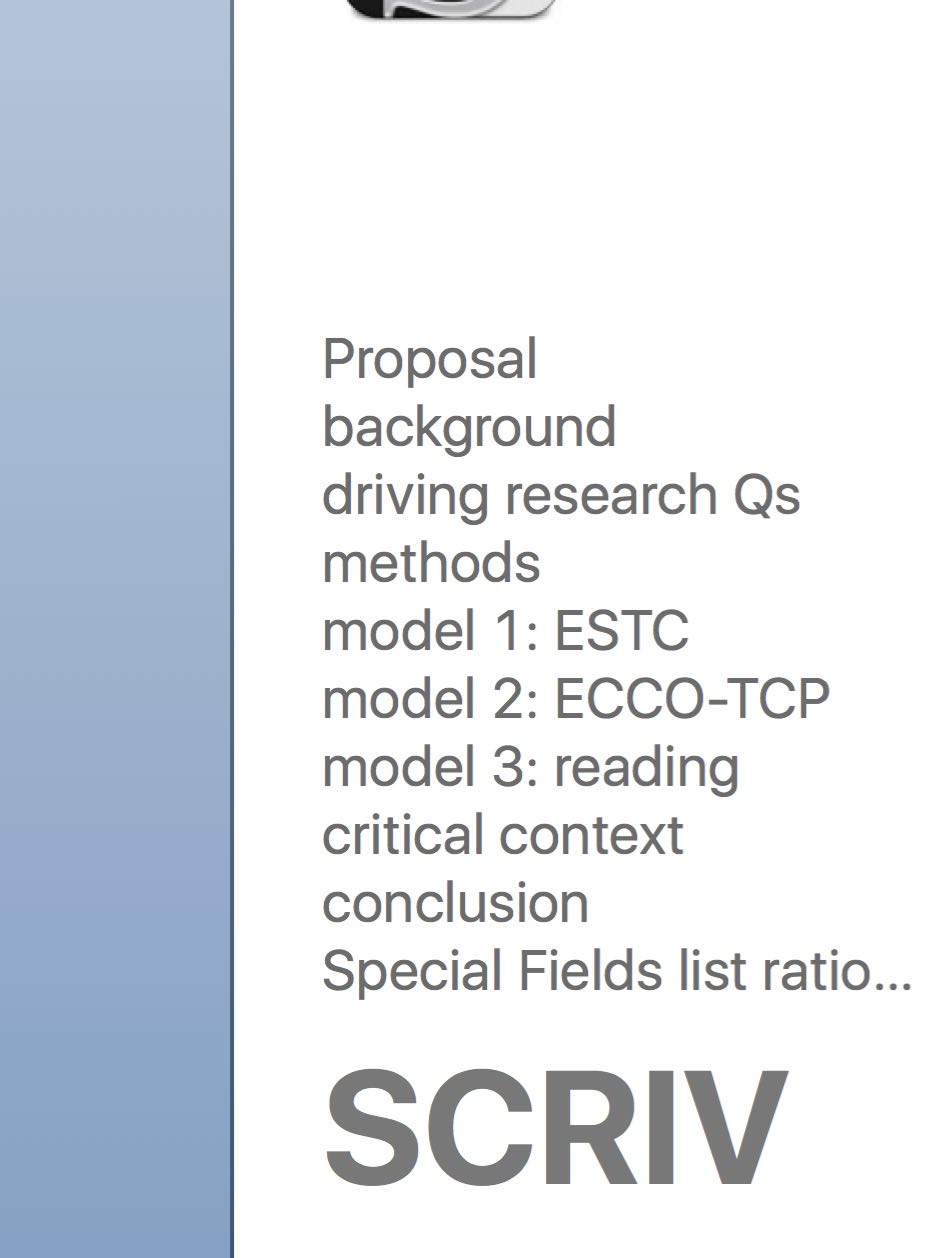 Proposal
background
driving research Qs
methods
model 1: ESTC
model 2: ECCO-TCP
model 3: reading
critical context
conclusion
Special Fields list ratio...
SCRIV